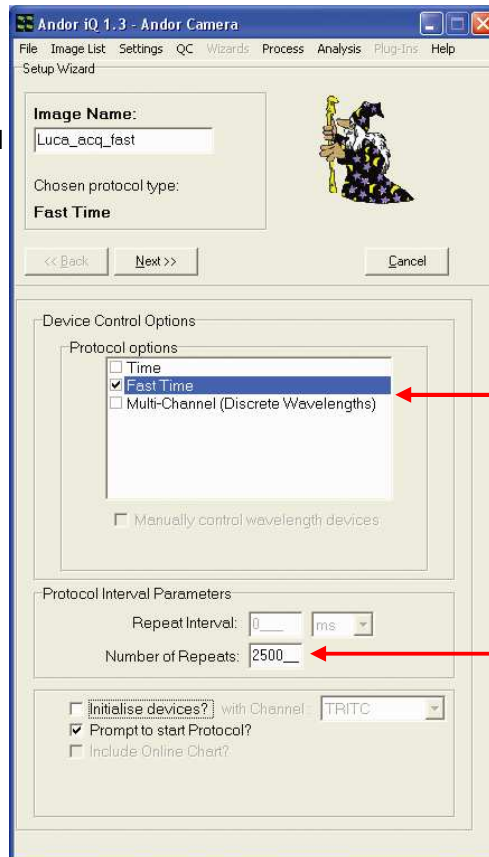 Andor iQ 1.3 - Andor Camera
File Image List Settings QC Wizards Process Analysis Plug-Ins Help
Setup Wizard
Image Name:
Luca_acq_fast
Chosen protocol type:
Fast Time
<< Back Next >> Cancel
Device Control Options
Protocol options
Time
Fast Time
Multi-Channel (Discrete Wavelengths)
Manually control wavelength devices
Protocol Interval Parameters
Repeat Interval: 0___ ms
Number of Repeats: 2500__
Initialise devices? with Channel : TRITC
Prompt to start Protocol?
Include Online Chart?